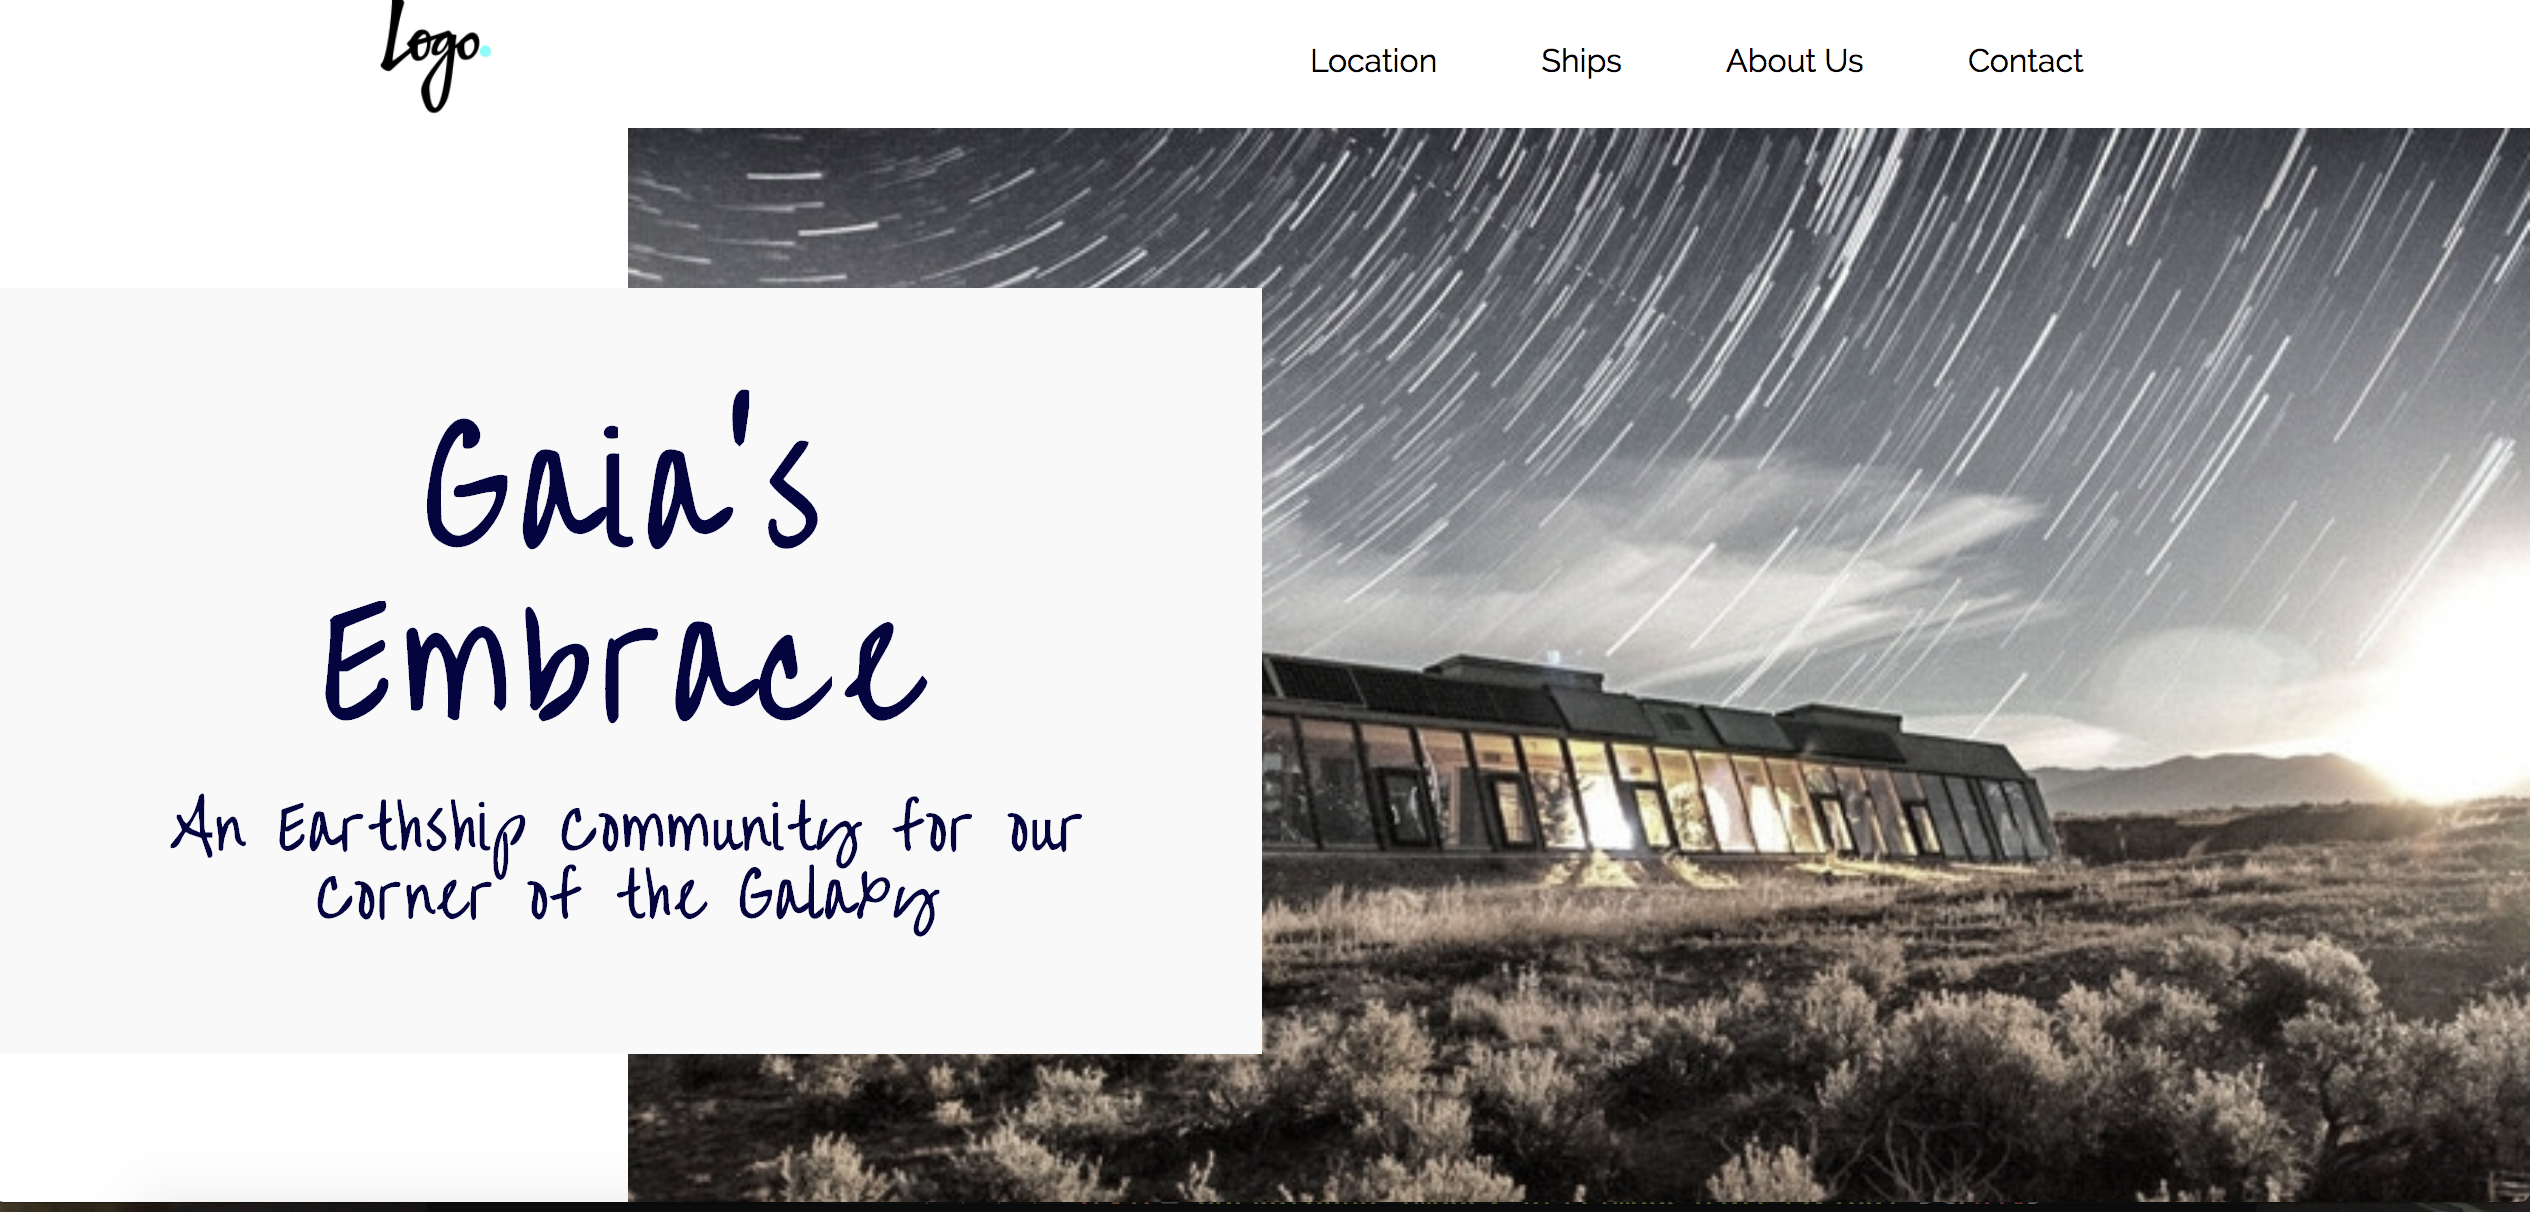 Logo.
Location Ships About Us Contact
Gaia's
Embrace
An Earthship Community for our
Corner of the Galaxy